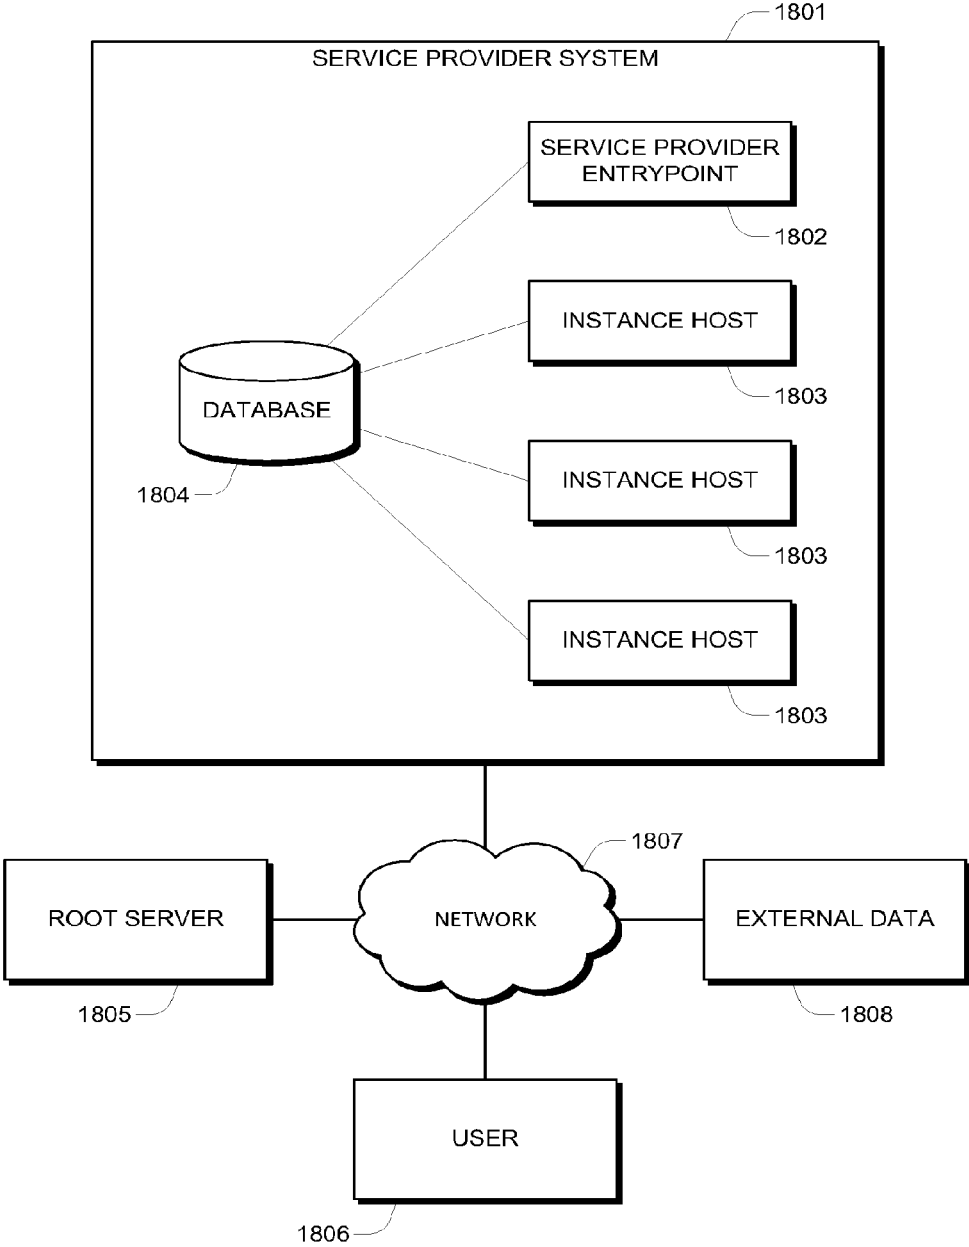 1801
SERVICE PROVIDER SYSTEM
SERVICE PROVIDER
ENTRYPOINT
1802
INSTANCE HOST
1803
DATABASE
1804
INSTANCE HOST
1803
INSTANCE HOST
1803
1807
ROOT SERVER
NETWORK
EXTERNAL DATA
1805
1808
USER
1806